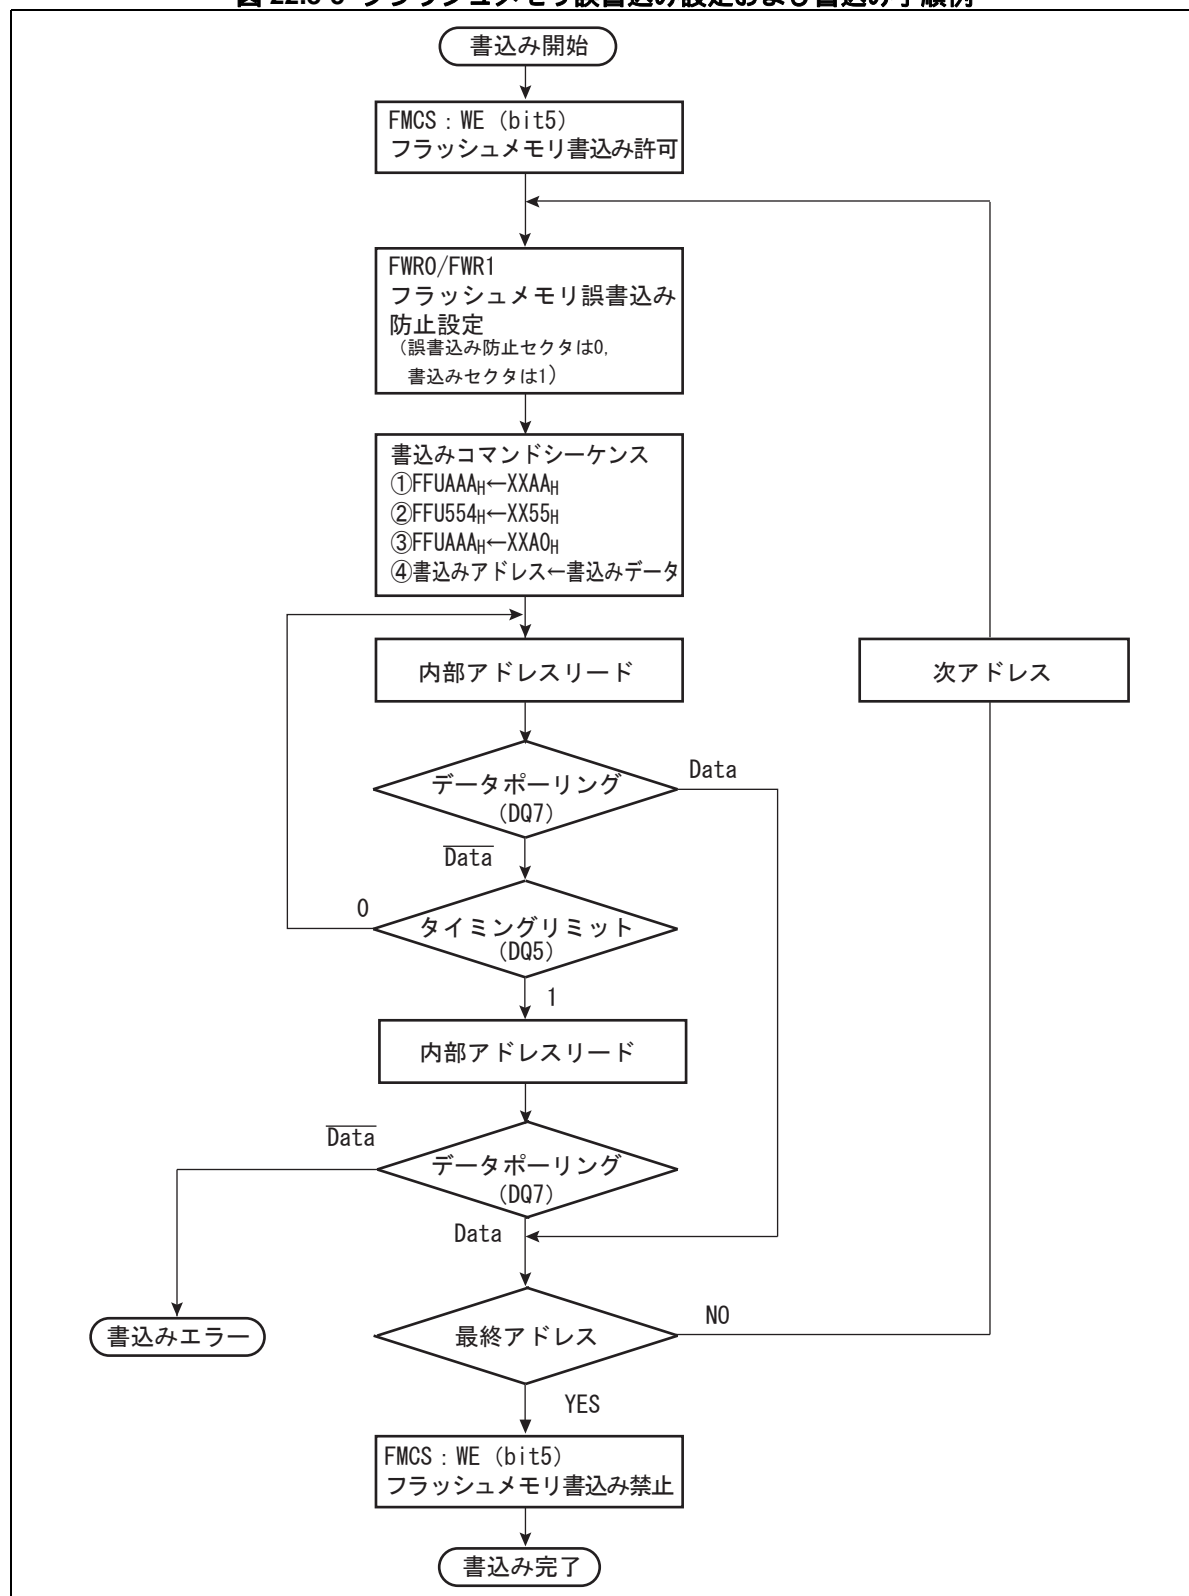 書込み開始
FMCS：WE (bit5)
フラッシュメモリ書込み許可
FWR0/FWR1
フラッシュメモリ誤書込み
防止設定
(誤書込み防止セクタは0,
書込みセクタは1)
書込みコマンドシーケンス
①FFUAAAH←XXAAH
②FFU554H←XX55H
③FFUAAAH←XXA0H
④書込みアドレス←書込みデータ
内部アドレスリード
次アドレス
データポーリング
(DQ7)
Data
Data
0
タイミングリミット
(DQ5)
1
内部アドレスリード
Data
データポーリング
(DQ7)
Data
書込みエラー
最終アドレス
NO
YES
FMCS：WE (bit5)
フラッシュメモリ書込み禁止
書込み完了